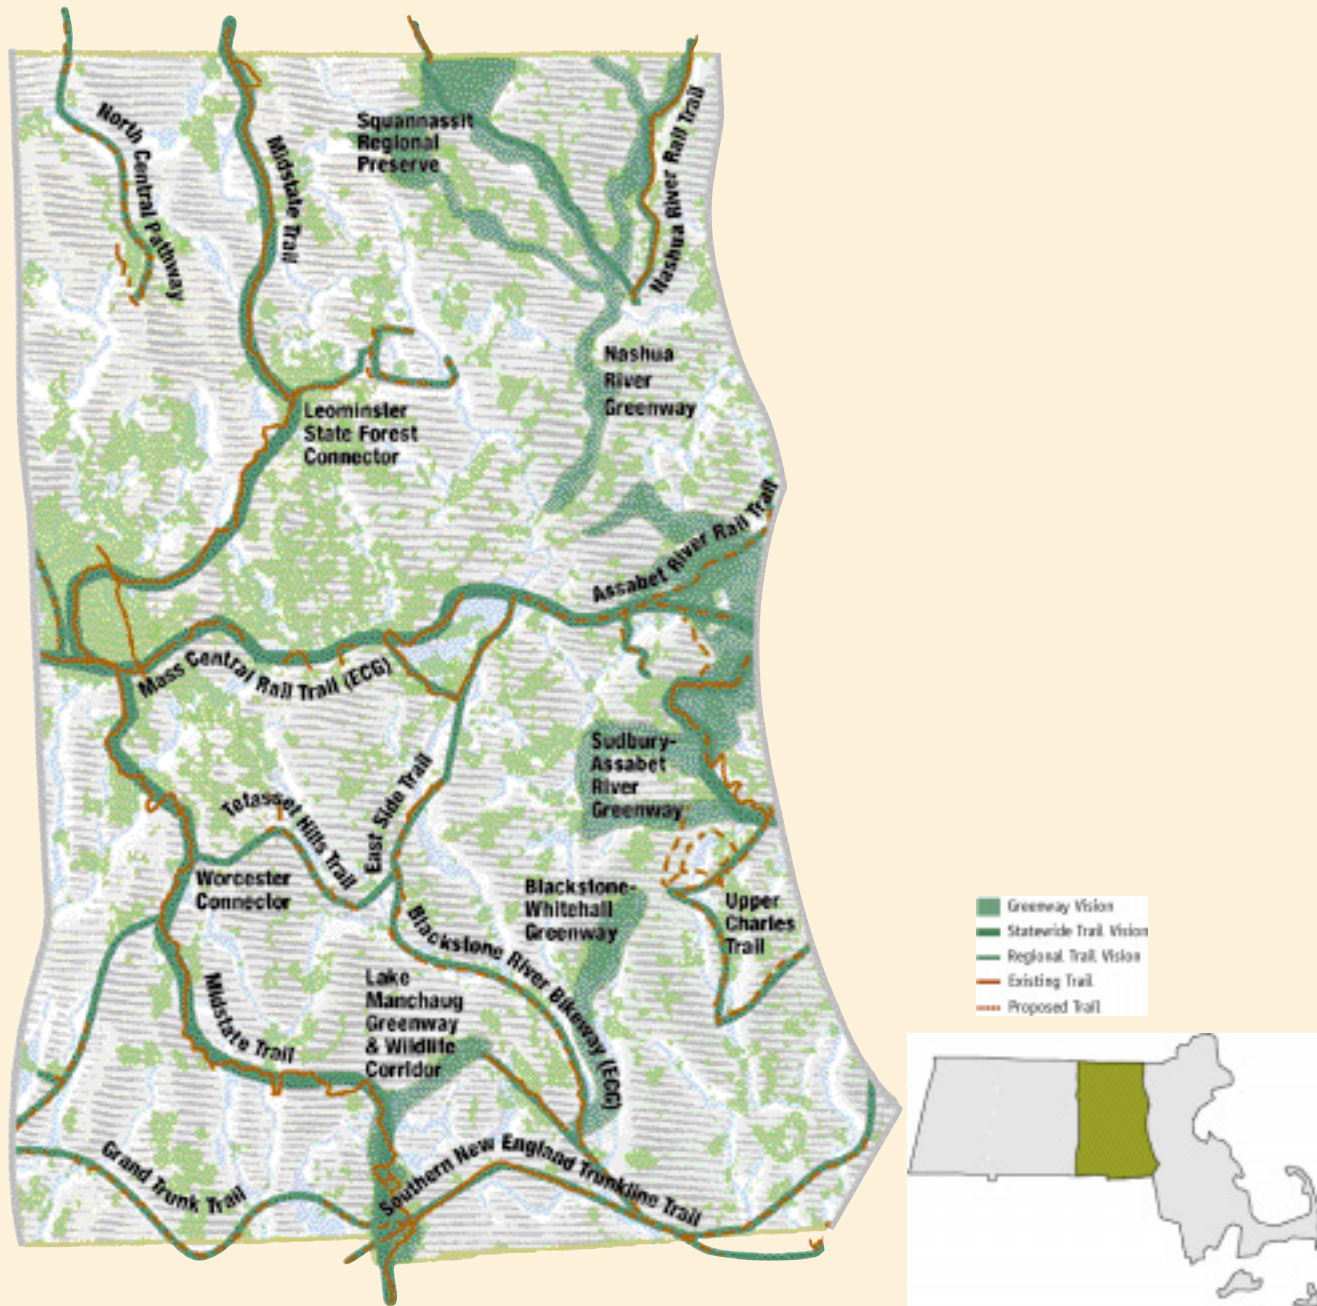 North Central Pathway
Midstate Trail
Squannassit
Regional
Preserve
Nashua River Rail Trail
Nashua
River
Greenway
Leominster
State Forest
Connector
Assabet River Rail Trail
Mass Central Rail Trail (ECG)
Sudbury-
Assabet
River
Greenway
Tetasset Hills Trail
East Side Trail
Worcester
Connector
Blackstone-
Whitehall
Greenway
Upper
Charles
Trail
Blackstone River Bikeway (ECG)
Lake
Manchaug
Greenway
& Wildlife
Corridor
Midstate Trail
Grand Trunk Trail
Southern New England Trunkline Trail
Greenway Vision
Statewide Trail Vision
Regional Trail Vision
Existing Trail
Proposed Trail